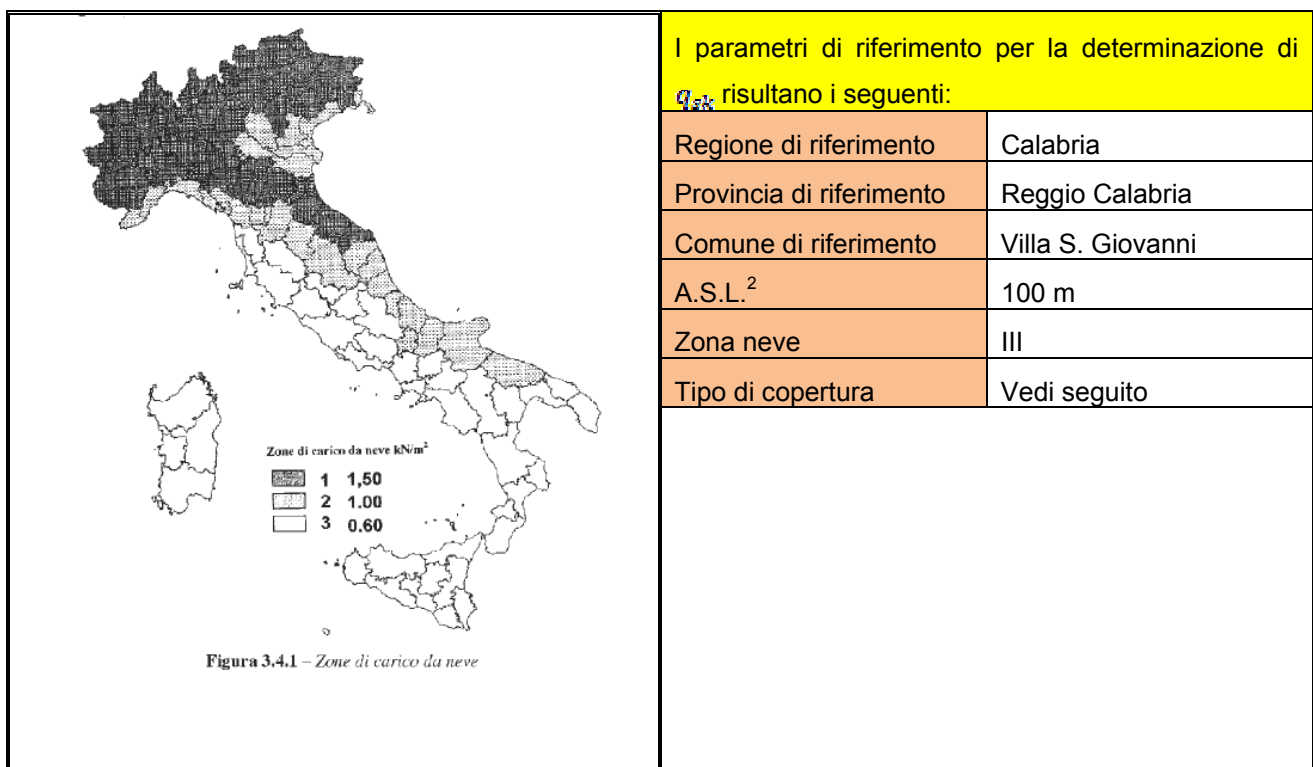 Zone di carico da neve kN/m²
1 1,50
2 1.00
3 0.60
Figura 3.4.1 – Zone di carico da neve
I parametri di riferimento per la determinazione di
qsk risultano i seguenti:
Regione di riferimento Calabria
Provincia di riferimento Reggio Calabria
Comune di riferimento Villa S. Giovanni
A.S.L.² 100 m
Zona neve III
Tipo di copertura Vedi seguito